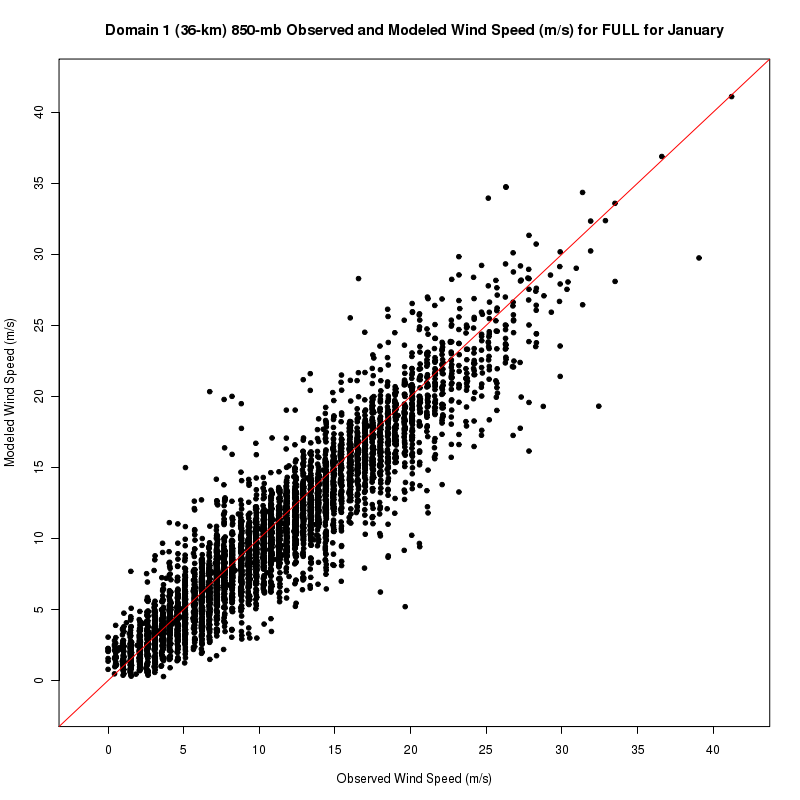 Domain 1 (36-km) 850-mb Observed and Modeled Wind Speed (m/s) for FULL for January
Modeled Wind Speed (m/s)
40
35
30
25
20
15
10
5
0
0 5 10 15 20 25 30 35 40
Observed Wind Speed (m/s)